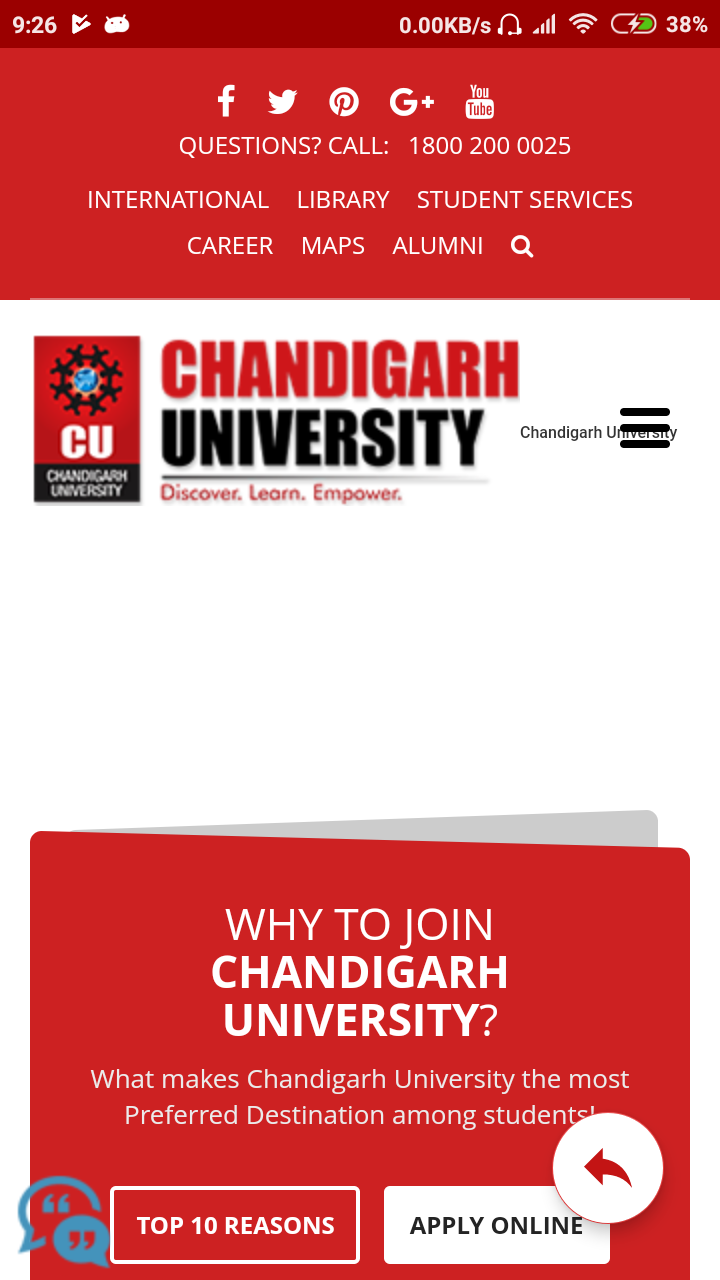 9:26 0.00KB/s 38%
You
Tube
QUESTIONS? CALL: 1800 200 0025
INTERNATIONAL LIBRARY STUDENT SERVICES
CAREER MAPS ALUMNI
CU
CHANDIGARH
UNIVERSITY
CHANDIGARH
UNIVERSITY
Discover. Learn. Empower.
Chandigarh University
WHY TO JOIN
CHANDIGARH
UNIVERSITY?
What makes Chandigarh University the most
Preferred Destination among students!
TOP 10 REASONS APPLY ONLINE